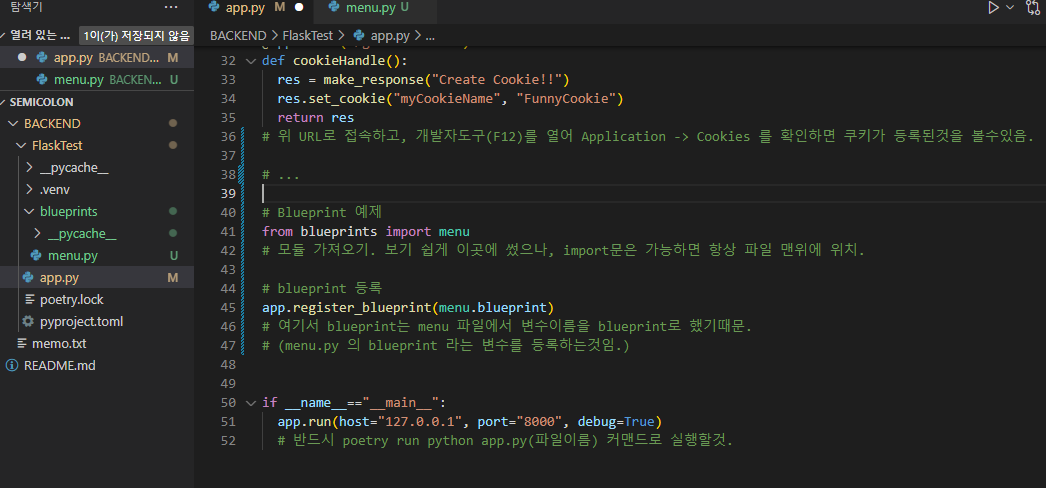 탐색기
···
app.py M
menu.py U
열려 있는 ... 1이(가) 저장되지 않음
app.py BACKEND... M
menu.py BACKEN... U
SEMICOLON
BACKEND
FlaskTest
__pycache__
.venv
blueprints
__pycache__
menu.py U
app.py M
poetry.lock
pyproject.toml
memo.txt
README.md
BACKEND > FlaskTest > app.py > ...
32 def cookieHandle():
33 res = make_response("Create Cookie!!")
34 res.set_cookie("myCookieName", "FunnyCookie")
35 return res
36 # 위 URL로 접속하고, 개발자도구(F12)를 열어 Application -> Cookies 를 확인하면 쿠키가 등록된것을 볼수있음.
37
38 # ...
39
40 # Blueprint 예제
41 from blueprints import menu
42 # 모듈 가져오기. 보기 쉽게 이곳에 썼으나, import문은 가능하면 항상 파일 맨위에 위치.
43
44 # blueprint 등록
45 app.register_blueprint(menu.blueprint)
46 # 여기서 blueprint는 menu 파일에서 변수이름을 blueprint로 했기때문.
47 # (menu.py 의 blueprint 라는 변수를 등록하는것임.)
48
49
50 if __name__=="__main__":
51 app.run(host="127.0.0.1", port="8000", debug=True)
52 # 반드시 poetry run python app.py(파일이름) 커맨드로 실행할것.